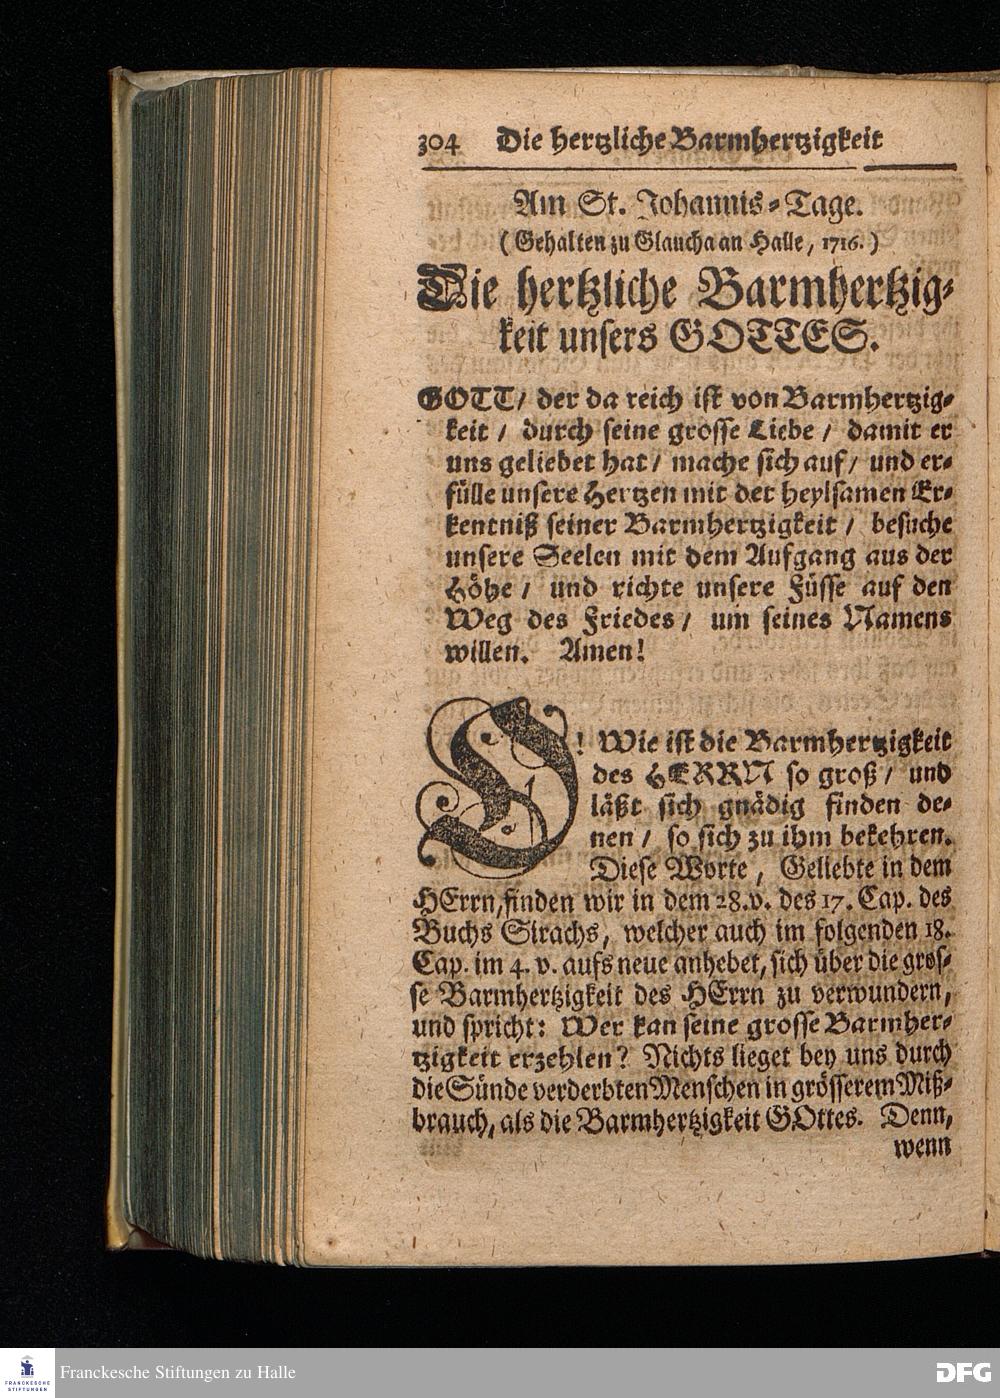 304 Die hertzliche Barmhertzigkeit
Am St. Johannis-Tage.
(Gehalten zu Glaucha an Halle, 1716.)
Die hertzliche Barmhertzig-
keit unsers GOTTES.
GOTT/ der da reich ist von Barmhertzig-
keit / durch seine grosse Liebe / damit er
uns geliebet hat / mache sich auf / und er-
fülle unsere Hertzen mit der heylsamen Er-
kentniß seiner Barmhertzigkeit / besuche
unsere Seelen mit dem Aufgang aus der
Höhe / und richte unsere Füsse auf den
Weg des Friedes / um seines Namens
willen. Amen!
O! Wie ist die Barmhertzigkeit
des HERRN so groß / und
läßt sich gnädig finden de-
nen / so sich zu ihm bekehren.
Diese Worte, Geliebte in dem
HErrn, finden wir in dem 28. v. des 17. Cap. des
Buchs Sirachs, welcher auch im folgenden 18.
Cap. im 4. v. aufs neue anhebet, sich über die gros-
se Barmhertzigkeit des HErrn zu verwundern,
und spricht: Wer kan seine grosse Barmher-
tzigkeit erzehlen? Nichts lieget bey uns durch
die Sünde verderbten Menschen in grösserem Miß-
brauch, als die Barmhertzigkeit GOttes. Denn,
wenn
FRANCKESCHE
STIFTUNGEN
Franckesche Stiftungen zu Halle
DFG